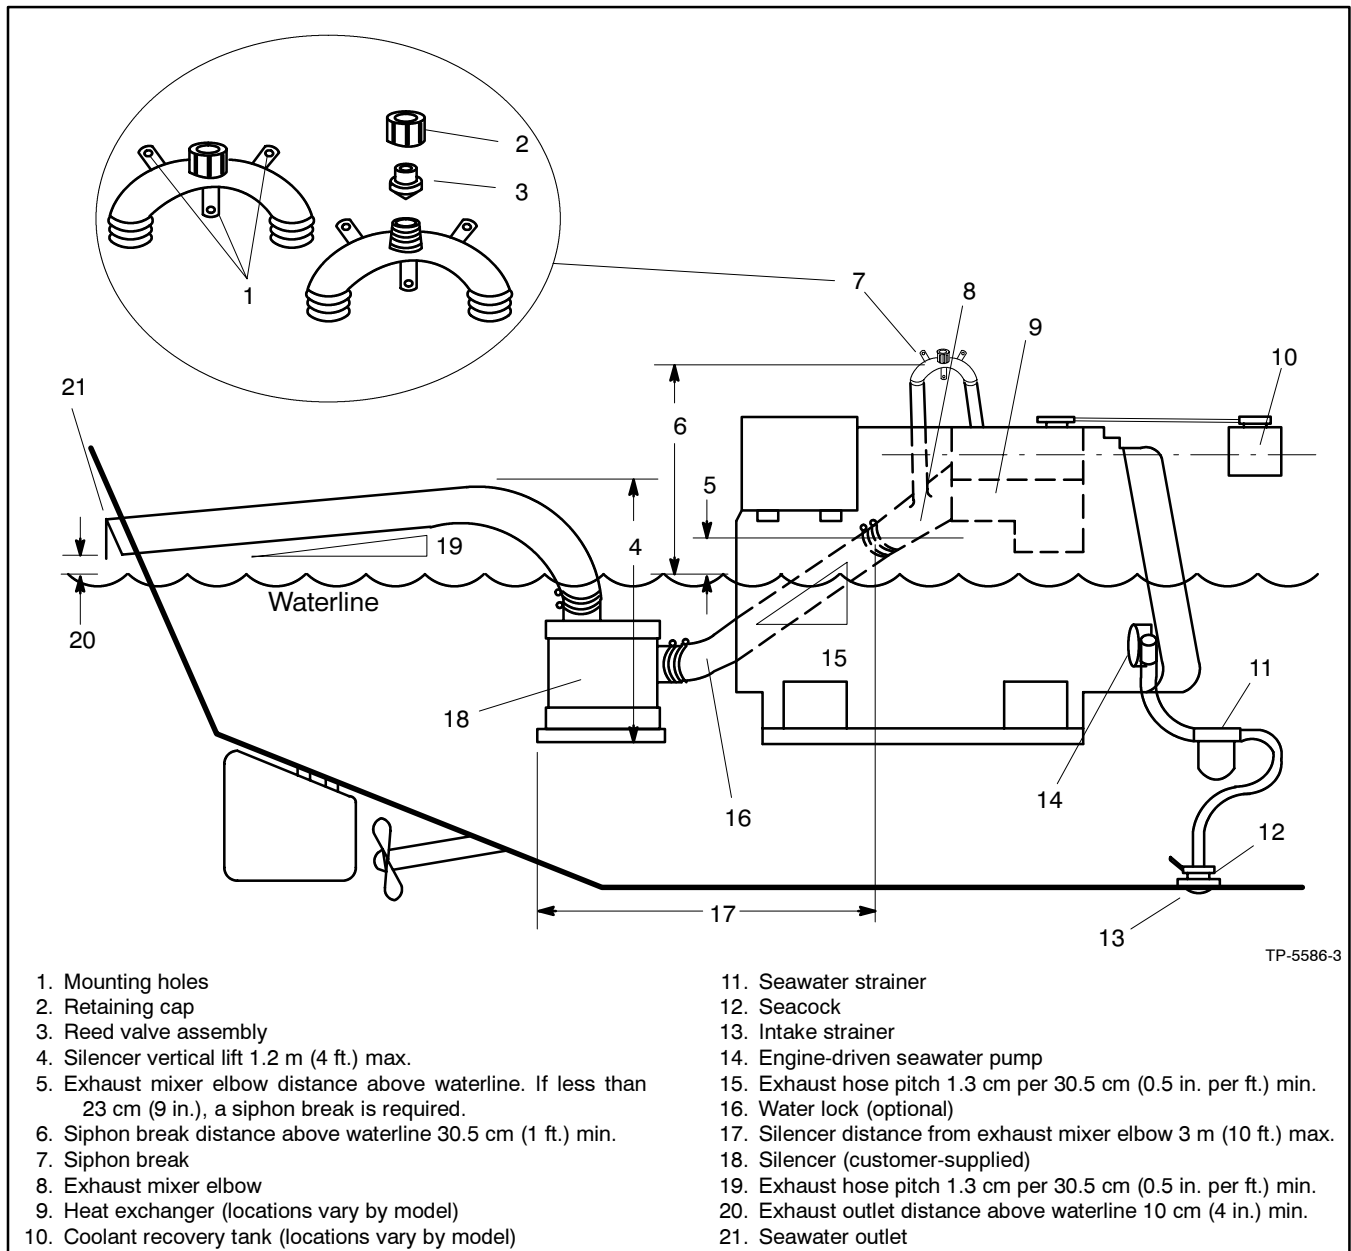 2
3
1
7
8
9
10
21
6
5
4
19
Waterline
20
15
11
18
14
16
12
17
13
TP-5586-3
1. Mounting holes
2. Retaining cap
3. Reed valve assembly
4. Silencer vertical lift 1.2 m (4 ft.) max.
5. Exhaust mixer elbow distance above waterline. If less than
23 cm (9 in.), a siphon break is required.
6. Siphon break distance above waterline 30.5 cm (1 ft.) min.
7. Siphon break
8. Exhaust mixer elbow
9. Heat exchanger (locations vary by model)
10. Coolant recovery tank (locations vary by model)
11. Seawater strainer
12. Seacock
13. Intake strainer
14. Engine-driven seawater pump
15. Exhaust hose pitch 1.3 cm per 30.5 cm (0.5 in. per ft.) min.
16. Water lock (optional)
17. Silencer distance from exhaust mixer elbow 3 m (10 ft.) max.
18. Silencer (customer-supplied)
19. Exhaust hose pitch 1.3 cm per 30.5 cm (0.5 in. per ft.) min.
20. Exhaust outlet distance above waterline 10 cm (4 in.) min.
21. Seawater outlet